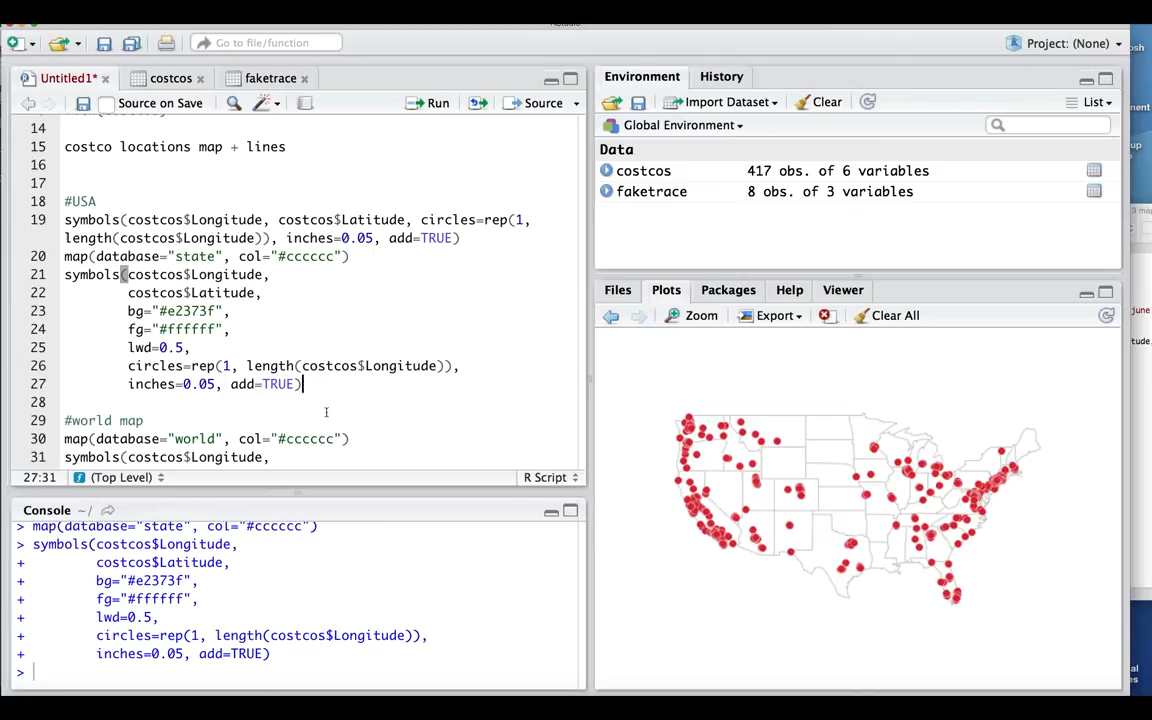 Go to file/function
Project: (None)
Untitled1*
costcos
faketrace
Source on Save
Run
Source
14
15 costco locations map + lines
16
17
18 #USA
19 symbols(costcos$Longitude, costcos$Latitude, circles=rep(1,
length(costcos$Longitude)), inches=0.05, add=TRUE)
20 map(database="state", col="#cccccc")
21 symbols(costcos$Longitude,
22 costcos$Latitude,
23 bg="#e2373f",
24 fg="#ffffff",
25 lwd=0.5,
26 circles=rep(1, length(costcos$Longitude)),
27 inches=0.05, add=TRUE)
28
29 #world map
30 map(database="world", col="#cccccc")
31 symbols(costcos$Longitude,
27:31
(Top Level)
R Script
Console ~/
> map(database="state", col="#cccccc")
> symbols(costcos$Longitude,
+ costcos$Latitude,
+ bg="#e2373f",
+ fg="#ffffff",
+ lwd=0.5,
+ circles=rep(1, length(costcos$Longitude)),
+ inches=0.05, add=TRUE)
>
Environment
History
Import Dataset
Clear
List
Global Environment
Data
costcos 417 obs. of 6 variables
faketrace 8 obs. of 3 variables
Files
Plots
Packages
Help
Viewer
Zoom
Export
Clear All